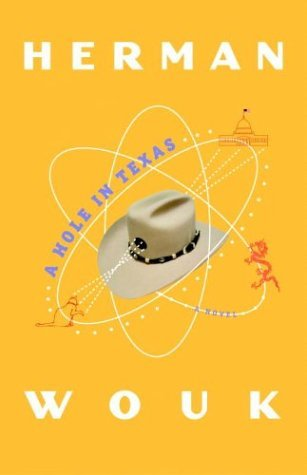 HERMAN
A HOLE IN TEXAS
A NOVEL
WOUK